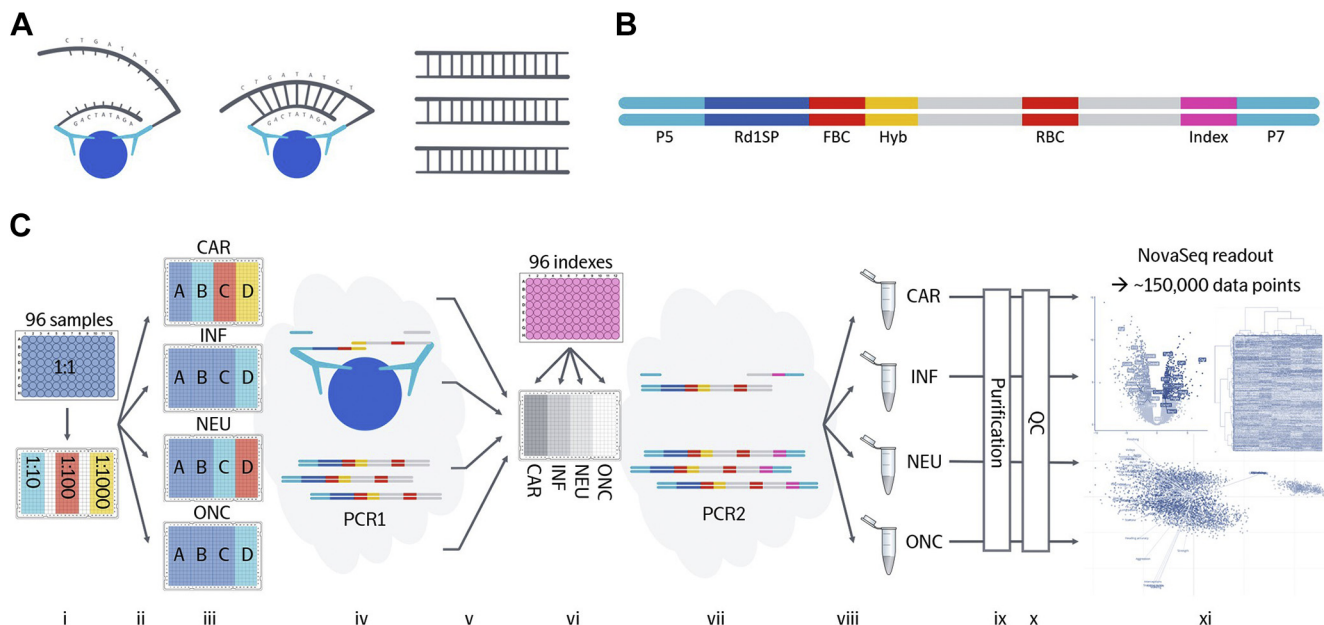 A
C T G A T A T C T
G A C T A T A G A
C T G A T A T C T
G A C T A T A G A
B
P5 Rd1SP FBC Hyb RBC Index P7
C
96 samples
1:1
1:10 1:100 1:1000
CAR
A B C D
INF
A B C D
NEU
A B C D
ONC
A B C D
PCR1
96 indexes
CAR INF NEU ONC
PCR2
CAR
INF
NEU
ONC
Purification
QC
NovaSeq readout
→ ~150,000 data points
i ii iii iv v vi vii viii ix x xi